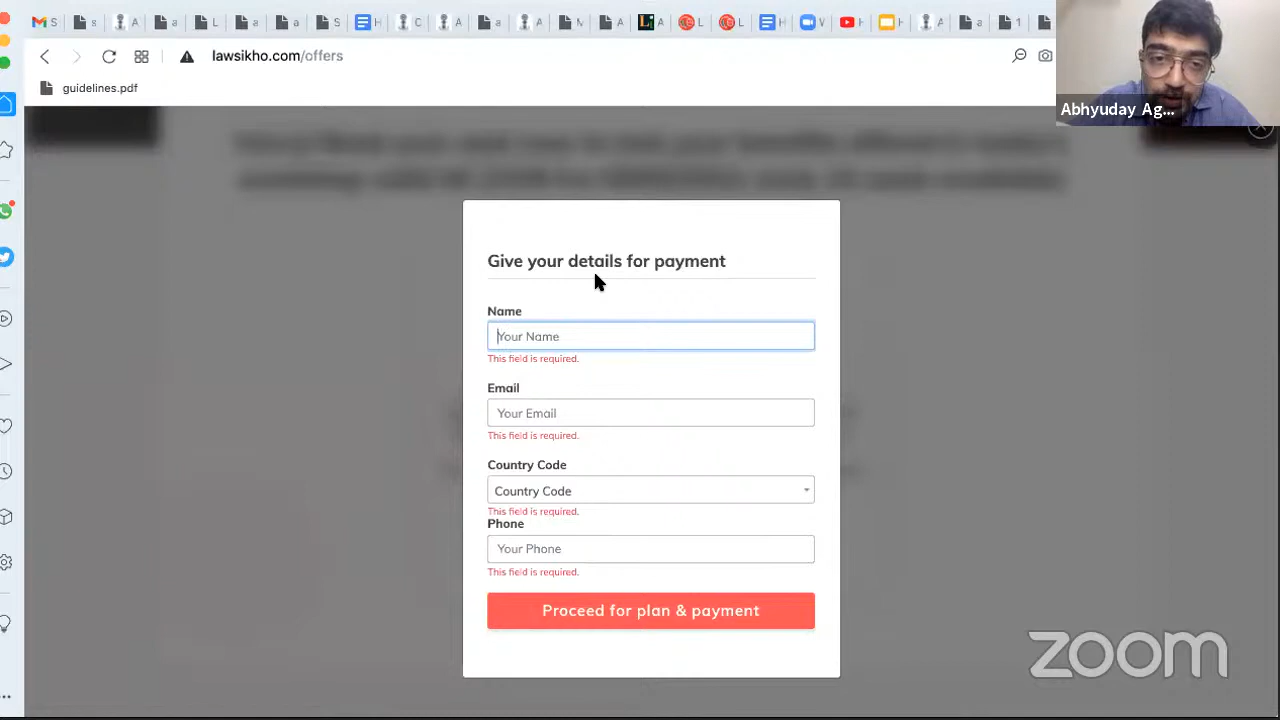 S
a
L
a
a
S
H
C
A
a
A
M
A
Li A
L
L
H
W
H
H
A
a
1
lawsikho.com/offers
guidelines.pdf
Abhyuday Ag...
Give your details for payment
Name
Your Name
This field is required.
Email
Your Email
This field is required.
Country Code
Country Code
This field is required.
Phone
Your Phone
This field is required.
Proceed for plan & payment
zoom